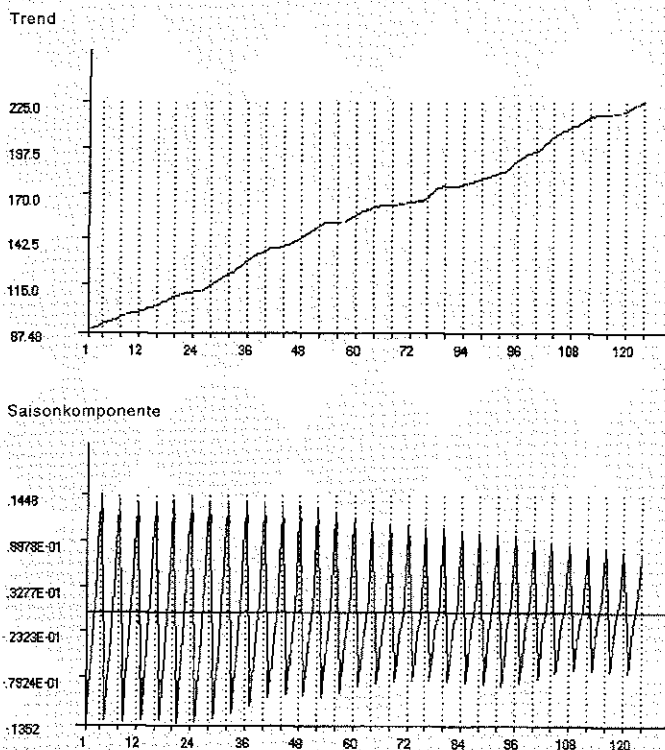 Trend
225.0
197.5
170.0
142.5
115.0
87.48
1 12 24 36 48 60 72 84 96 108 120
Saisonkomponente
.1448
.8978E-01
.3277E-01
.2323E-01
.7924E-01
.1352
1 12 24 36 48 60 72 84 96 108 120